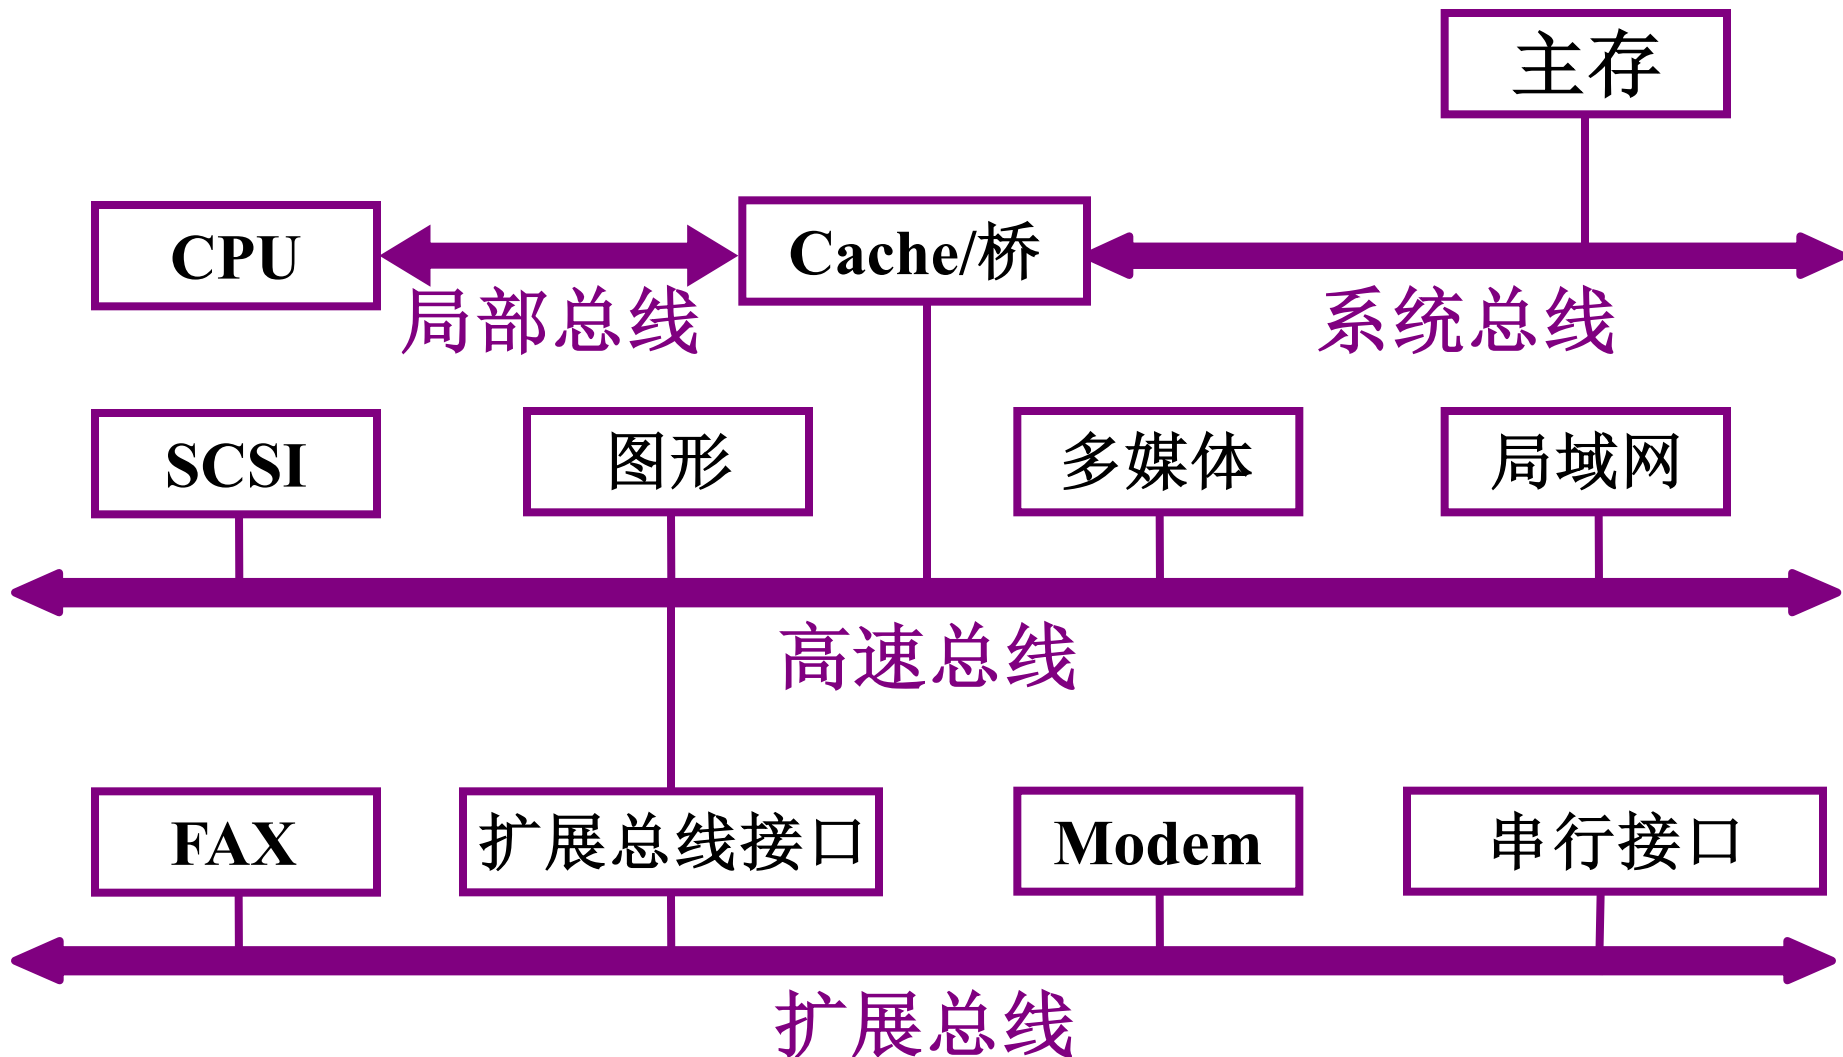 主存
CPU
Cache/桥
局部总线
系统总线
SCSI
图形
多媒体
局域网
高速总线
FAX
扩展总线接口
Modem
串行接口
扩展总线